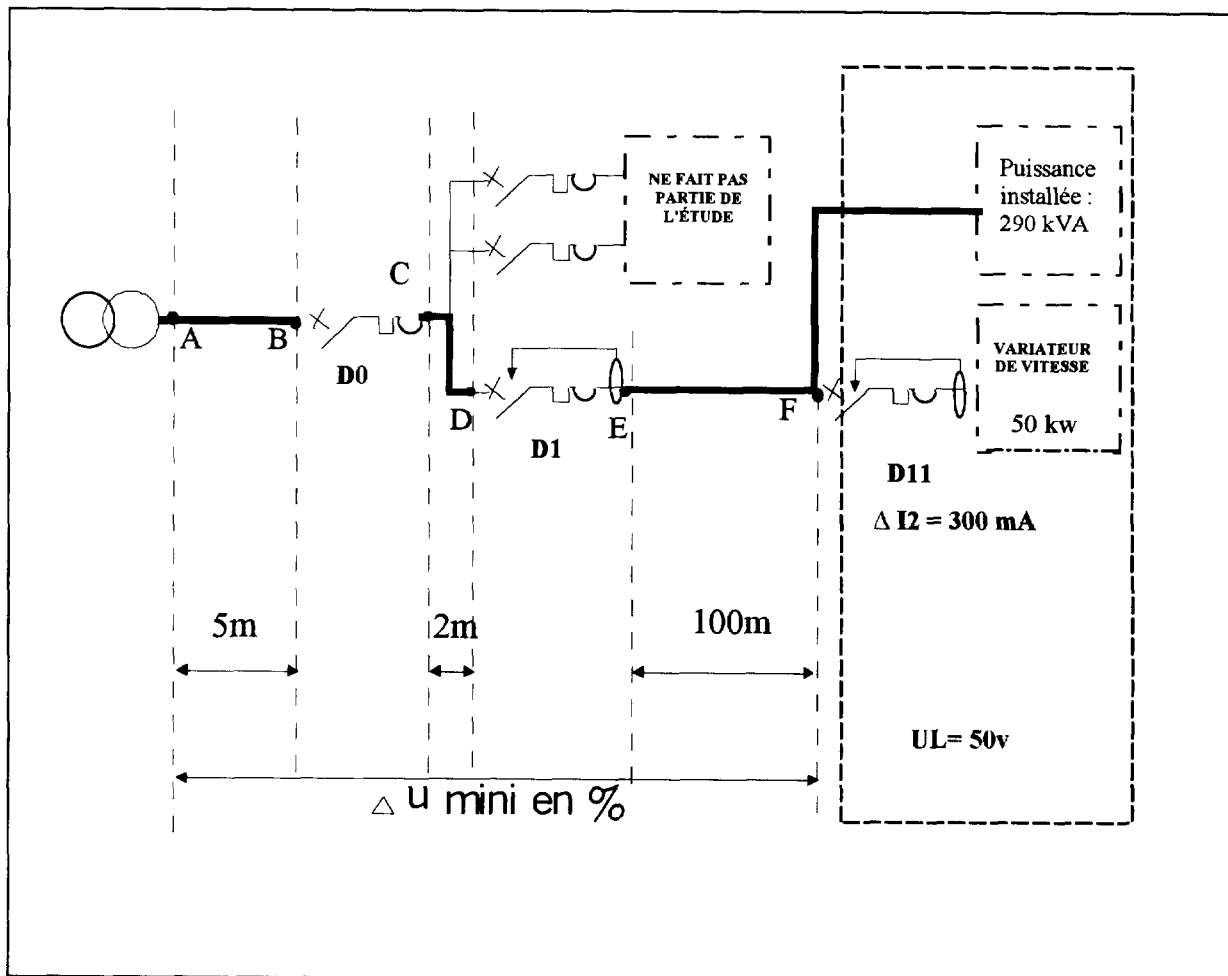 NE FAIT PAS
PARTIE DE
L'ÉTUDE
Puissance
installée :
290 kVA
C
A
B
D0
D
D1
E
F
VARIATEUR
DE VITESSE
50 kw
D11
Δ I2 = 300 mA
5m
2m
100m
UL= 50v
Δ u mini en %